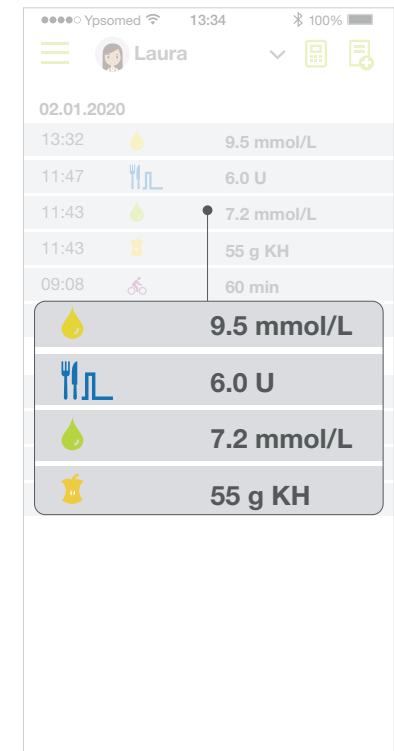 Ypsomed 13:34 100%
Laura
02.01.2020
13:32 9.5 mmol/L
11:47 6.0 U
11:43 7.2 mmol/L
11:43 55 g KH
09:08 60 min
9.5 mmol/L
6.0 U
7.2 mmol/L
55 g KH